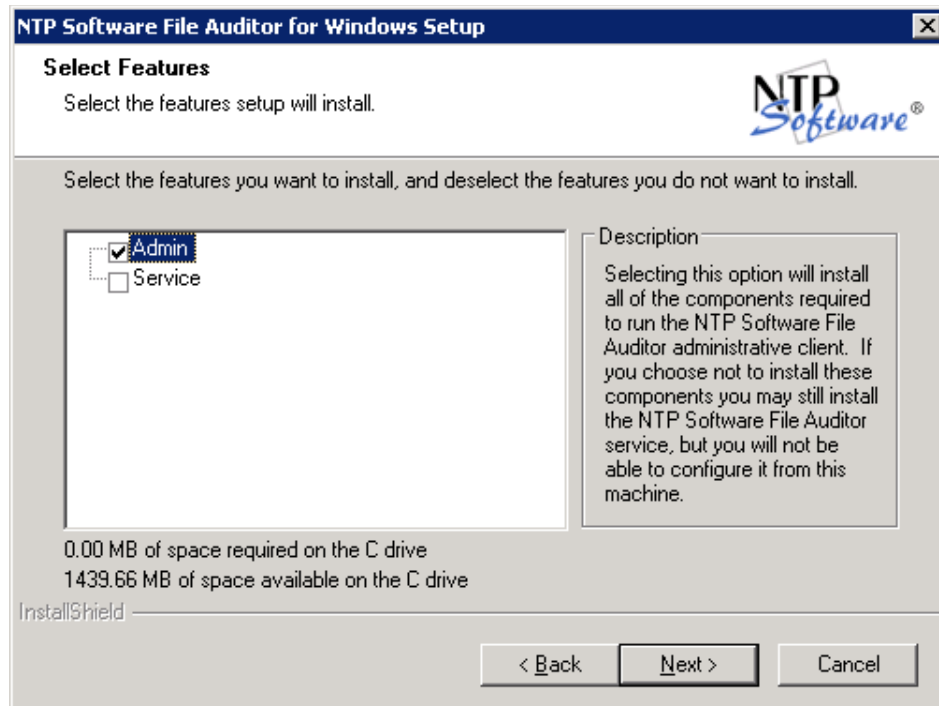 NTP Software File Auditor for Windows Setup
Select Features
Select the features setup will install.
NTP
Software®
Select the features you want to install, and deselect the features you do not want to install.
Admin
Service
Description
Selecting this option will install
all of the components required
to run the NTP Software File
Auditor administrative client. If
you choose not to install these
components you may still install
the NTP Software File Auditor
service, but you will not be
able to configure it from this
machine.
0.00 MB of space required on the C drive
1439.66 MB of space available on the C drive
InstallShield
< Back
Next >
Cancel